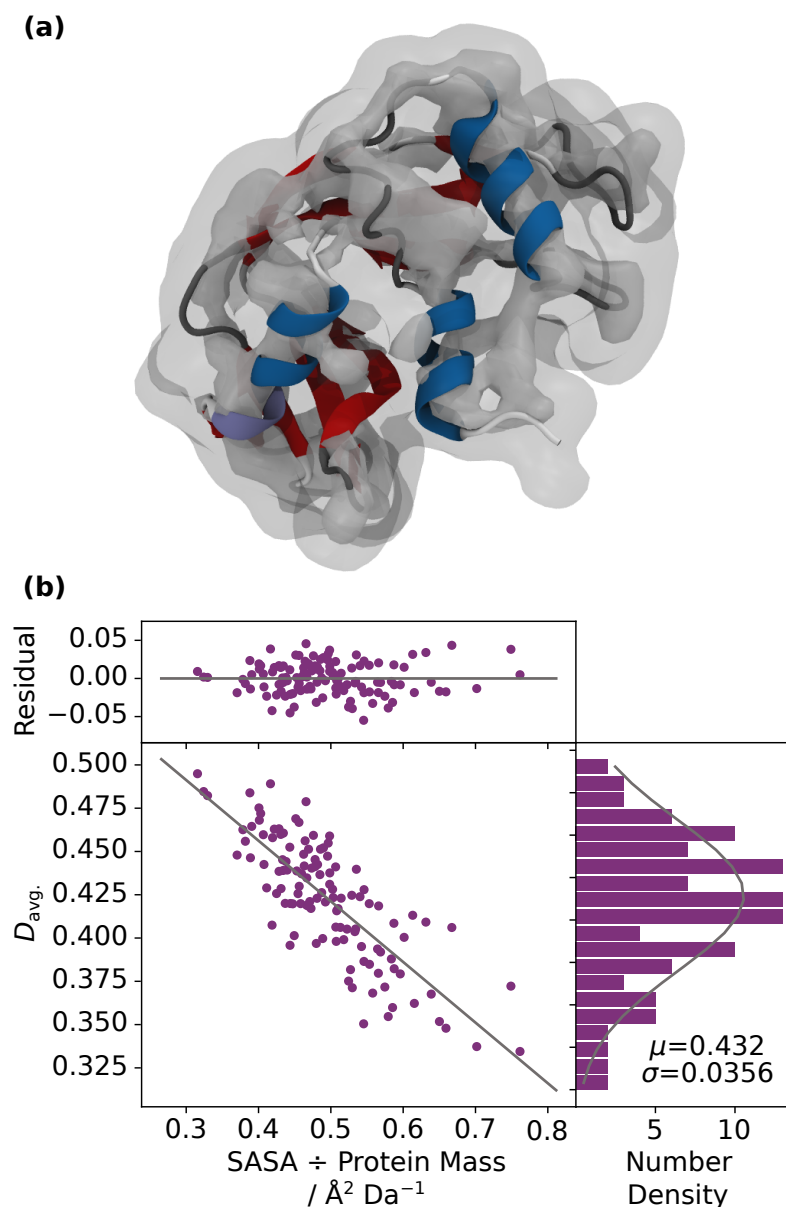 (a)
(b)
Residual
0.05
0.00
−0.05
D_avg.
0.500
0.475
0.450
0.425
0.400
0.375
0.350
0.325
μ=0.432
σ=0.0356
0.3 0.4 0.5 0.6 0.7 0.8
5 10
SASA ÷ Protein Mass
/ Å² Da⁻¹
Number
Density